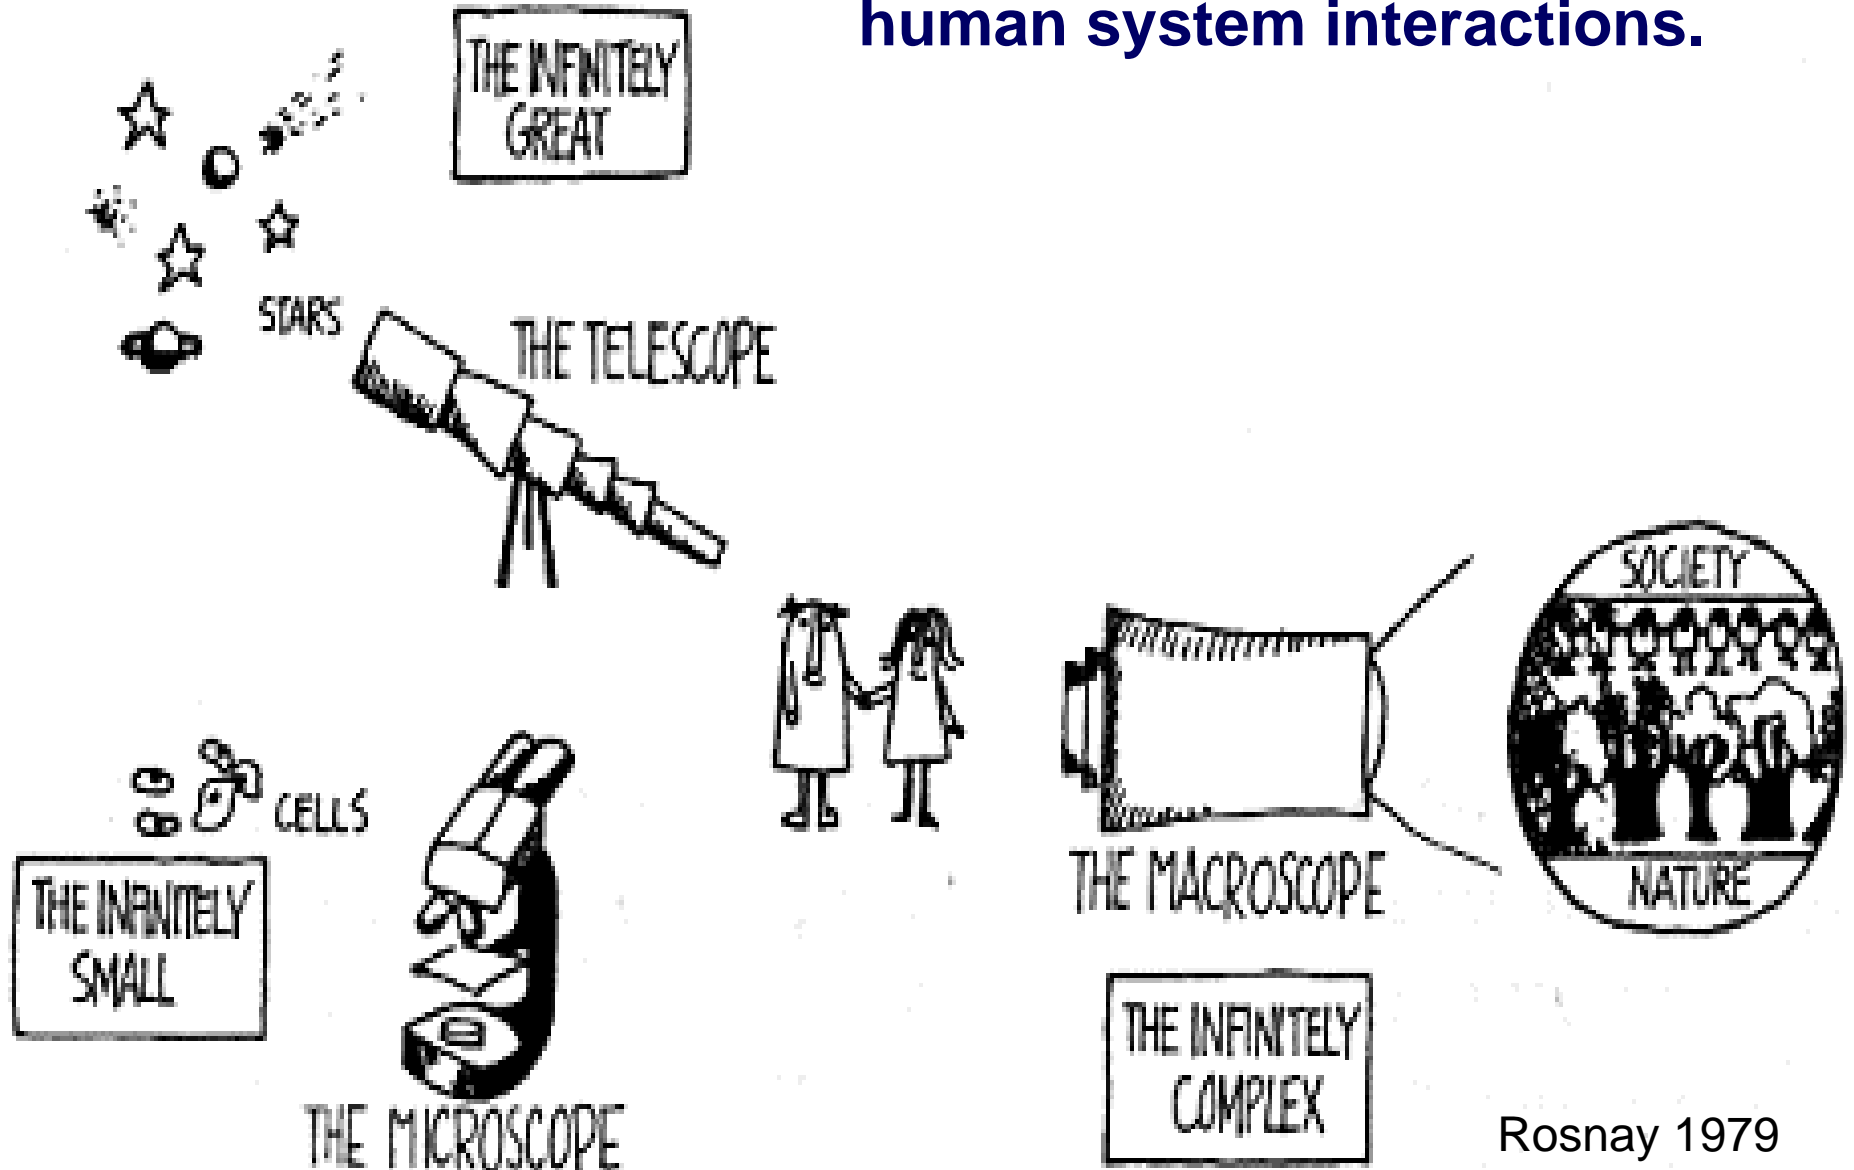 human system interactions.
THE INFINITELY
GREAT
STARS
THE TELESCOPE
SOCIETY
NATURE
CELLS
THE INFINITELY
SMALL
THE MICROSCOPE
THE MACROSCOPE
THE INFINITELY
COMPLEX
Rosnay 1979